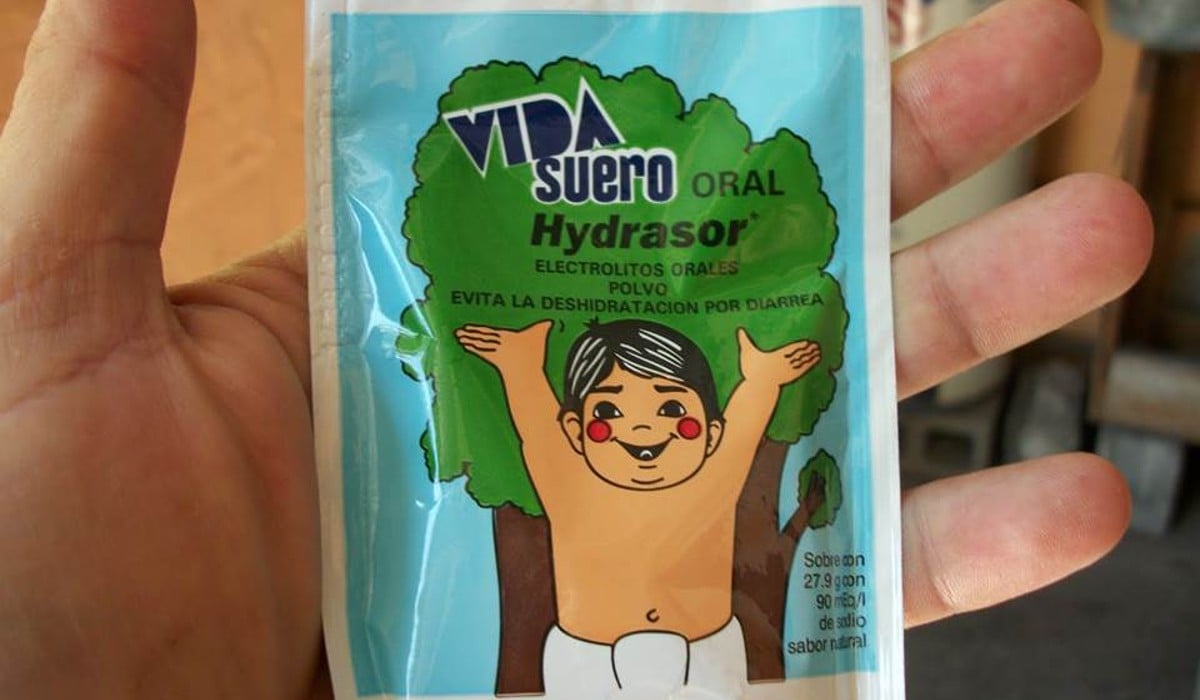 VIDA
suero ORAL
Hydrasor*
ELECTROLITOS ORALES
POLVO
EVITA LA DESHIDRATACION POR DIARREA
Sobre con
27.9 g con
90 mEq/l
de sodio
sabor natural